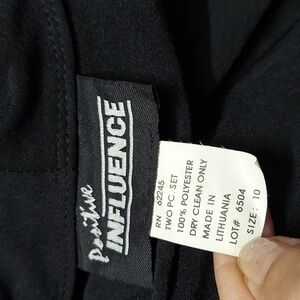 Positive
INFLUENCE
RN 62245
TWO PC SET
100% POLYESTER
DRY CLEAN ONLY
MADE IN
LITHUANIA
LOT# 6504
SIZE: 10